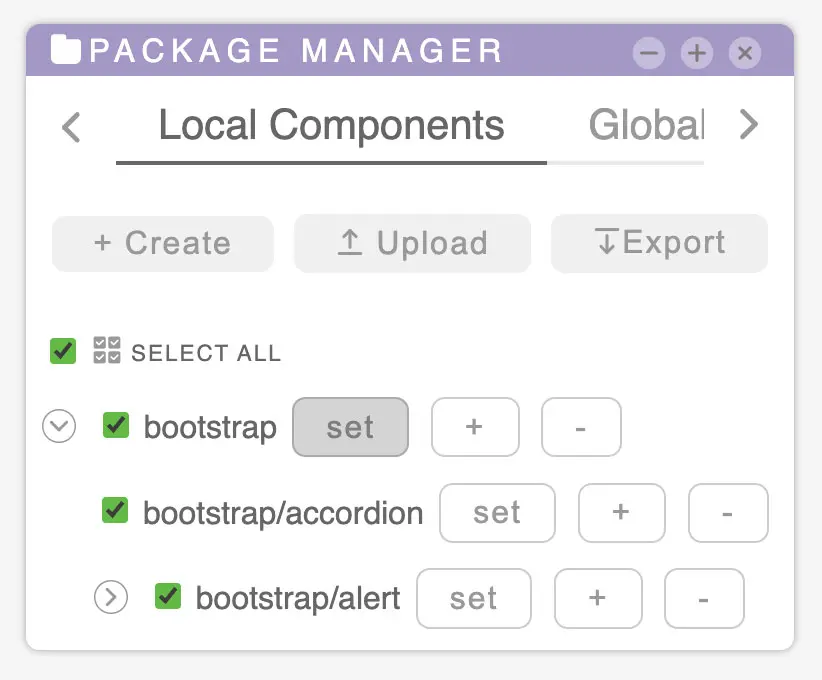 PACKAGE MANAGER
Local Components Global
+ Create Upload Export
SELECT ALL
bootstrap set + -
bootstrap/accordion set + -
bootstrap/alert set + -